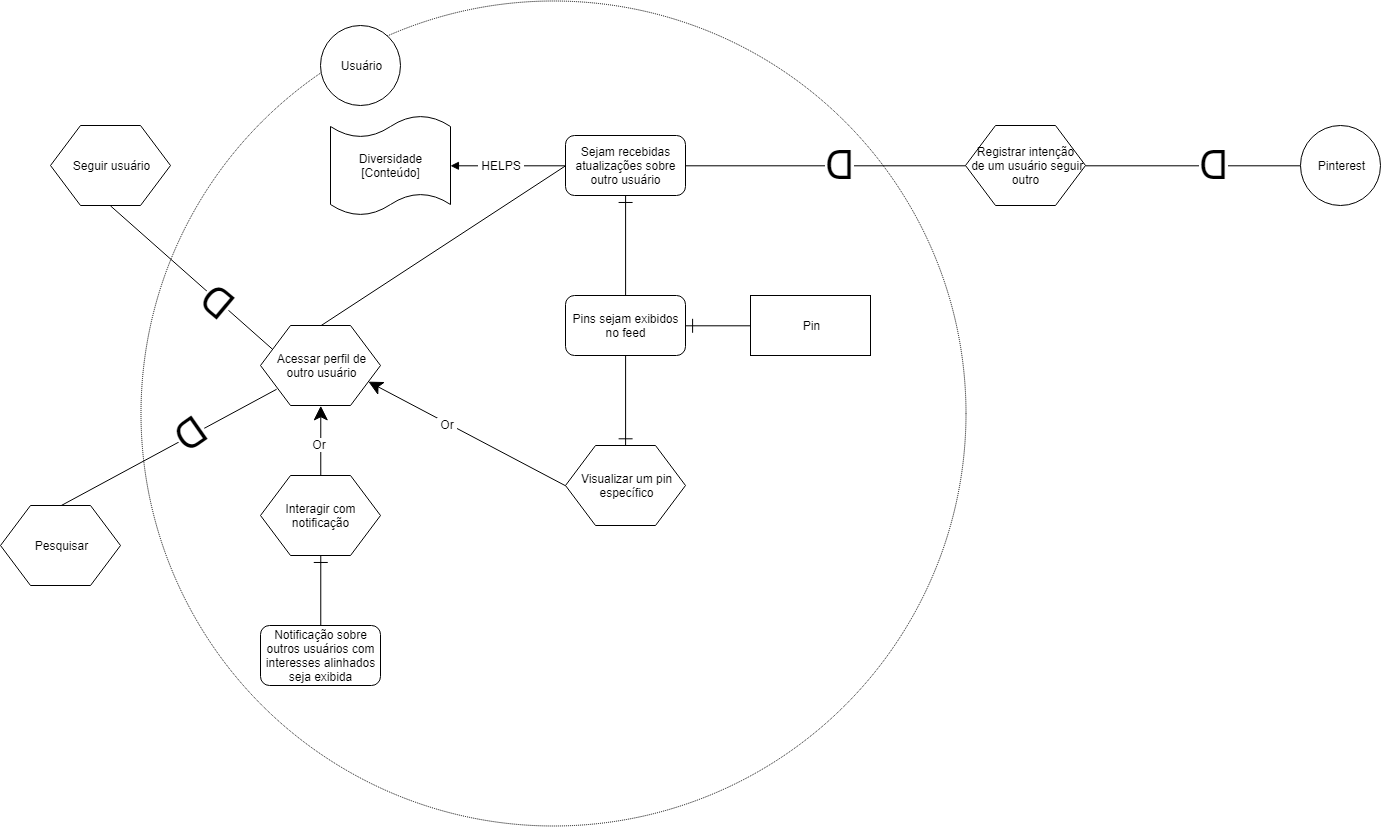 Usuário
Seguir usuário
Diversidade
[Conteúdo]
HELPS
Sejam recebidas
atualizações sobre
outro usuário
Registrar intenção
de um usuário seguir
outro
Pinterest
Pins sejam exibidos
no feed
Pin
Acessar perfil de
outro usuário
Or
Or
Visualizar um pin
específico
Interagir com
notificação
Pesquisar
Notificação sobre
outros usuários com
interesses alinhados
seja exibida